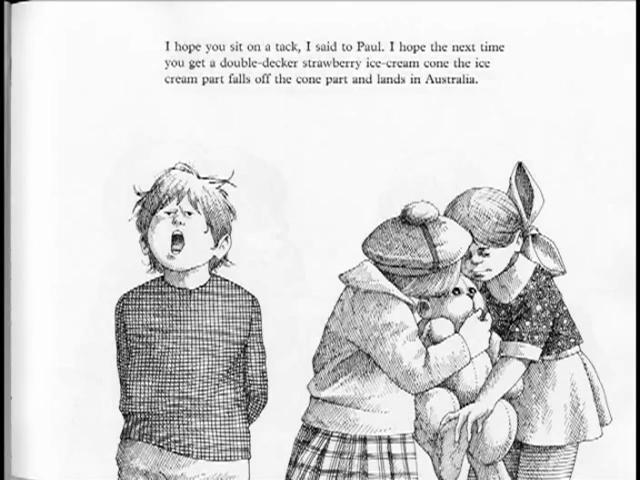 I hope you sit on a tack, I said to Paul. I hope the next time
you get a double-decker strawberry ice-cream cone the ice
cream part falls off the cone part and lands in Australia.